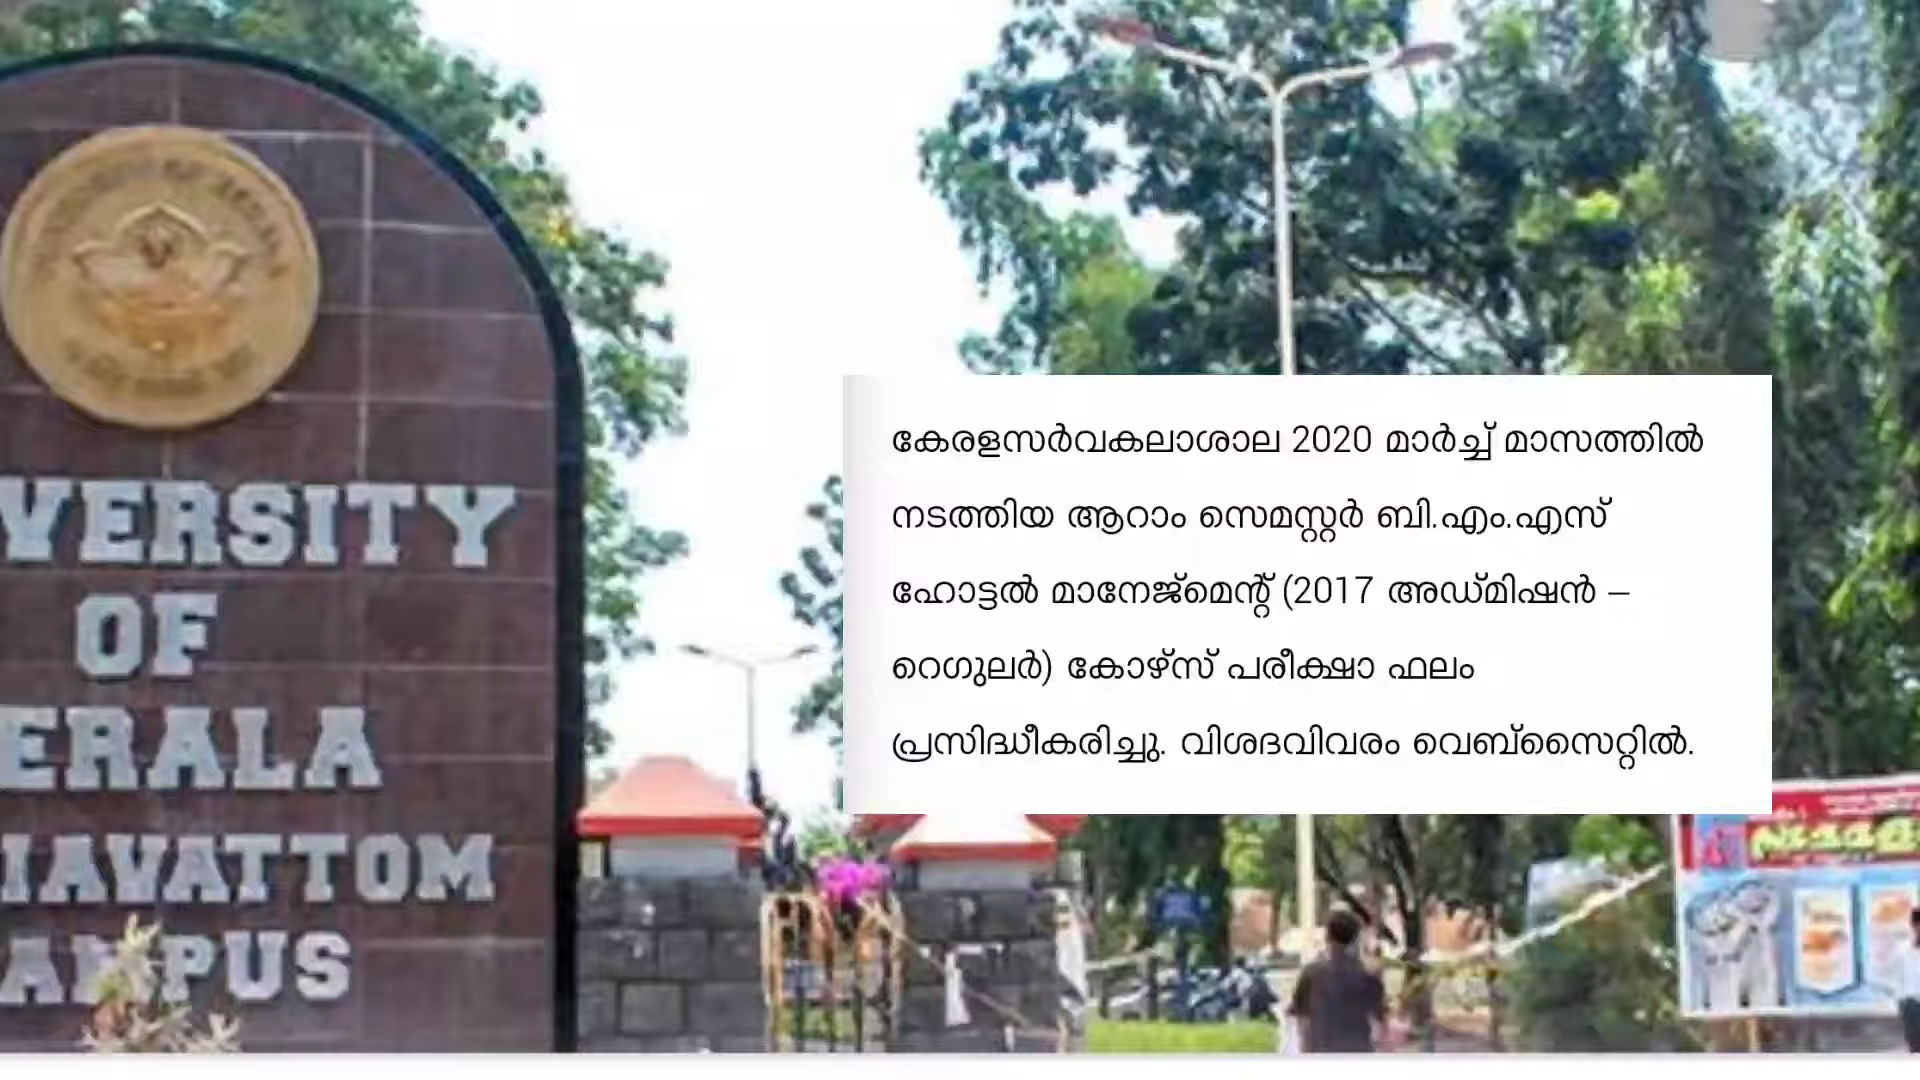 VERSITY
OF
ERALA
IAVATTOM
PUS
കേരളസർവകലാശാല 2020 മാർച്ച് മാസത്തിൽ
നടത്തിയ ആറാം സെമസ്റ്റർ ബി.എം.എസ്
ഹോട്ടൽ മാനേജ്മെന്റ് (2017 അഡ്മിഷൻ –
റെഗുലർ) കോഴ്സ് പരീക്ഷാ ഫലം
പ്രസിദ്ധീകരിച്ചു. വിശദവിവരം വെബ്സൈറ്റിൽ.